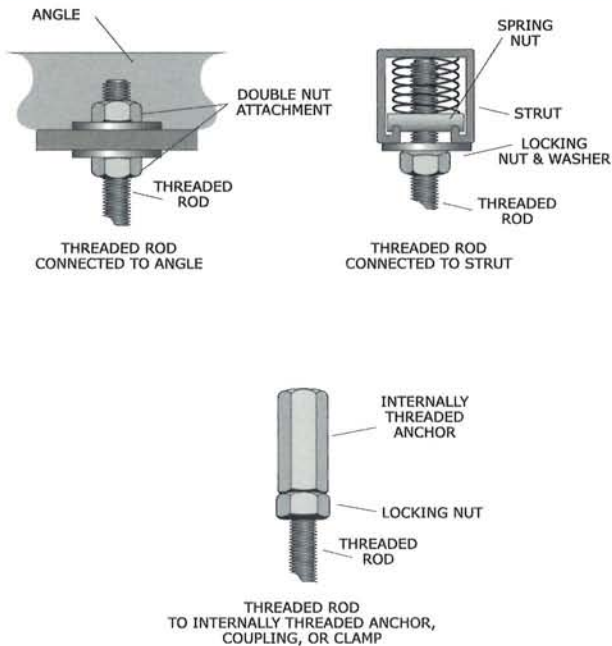 ANGLE
DOUBLE NUT
ATTACHMENT
THREADED
ROD
THREADED ROD
CONNECTED TO ANGLE
SPRING
NUT
STRUT
LOCKING
NUT & WASHER
THREADED
ROD
THREADED ROD
CONNECTED TO STRUT
INTERNALLY
THREADED
ANCHOR
LOCKING NUT
THREADED
ROD
THREADED ROD
TO INTERNALLY THREADED ANCHOR,
COUPLING, OR CLAMP